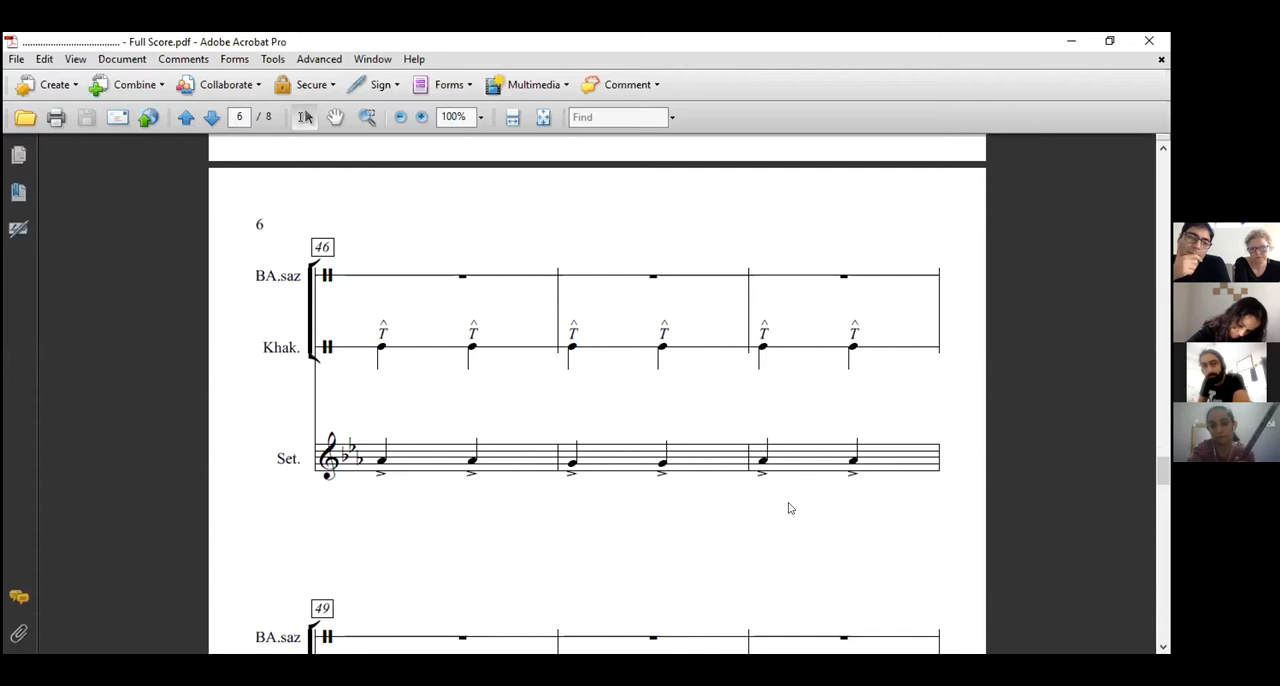 ....................................... - Full Score.pdf - Adobe Acrobat Pro
File Edit View Document Comments Forms Tools Advanced Window Help
Create Combine Collaborate Secure Sign Forms Multimedia Comment
6 / 8 100% Find
6
46
BA.saz
T T T T T T
Khak.
Set.
49
BA.saz